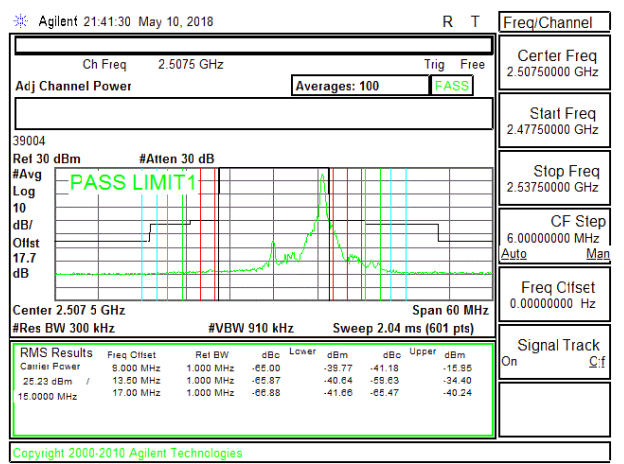 Agilent 21:41:30 May 10, 2018 R T
Freq/Channel
Ch Freq 2.5075 GHz Trig Free
Adj Channel Power Averages: 100 PASS
Center Freq
2.50750000 GHz
Start Freq
2.47750000 GHz
Stop Freq
2.53750000 GHz
CF Step
6.00000000 MHz
Auto Man
Freq Offset
0.00000000 Hz
Signal Track
On Off
39004
Ref 30 dBm #Atten 30 dB
#Avg
Log
10
dB/
Offst
17.7
dB
PASS LIMIT1
Center 2.507 5 GHz Span 60 MHz
#Res BW 300 kHz #VBW 910 kHz Sweep 2.04 ms (601 pts)
RMS Results Freq Offset Ref BW dBc Lower dBm dBc Upper dBm
Carrier Power 9.000 MHz 1.000 MHz -65.00 -39.77 -41.18 -15.95
25.23 dBm / 13.50 MHz 1.000 MHz -65.87 -40.64 -59.63 -34.40
15.0000 MHz 17.00 MHz 1.000 MHz -66.88 -41.66 -65.47 -40.24
Copyright 2000-2010 Agilent Technologies